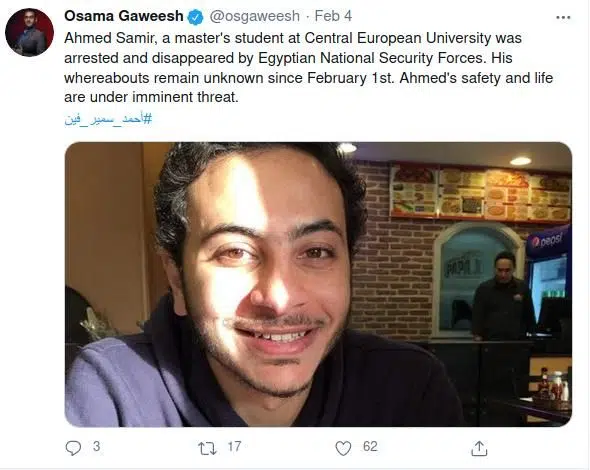 Osama Gaweesh @osgaweesh · Feb 4
Ahmed Samir, a master's student at Central European University was
arrested and disappeared by Egyptian National Security Forces. His
whereabouts remain unknown since February 1st. Ahmed's safety and life
are under imminent threat.
#أحمد_سمير_فين
pepsi
3 17 62